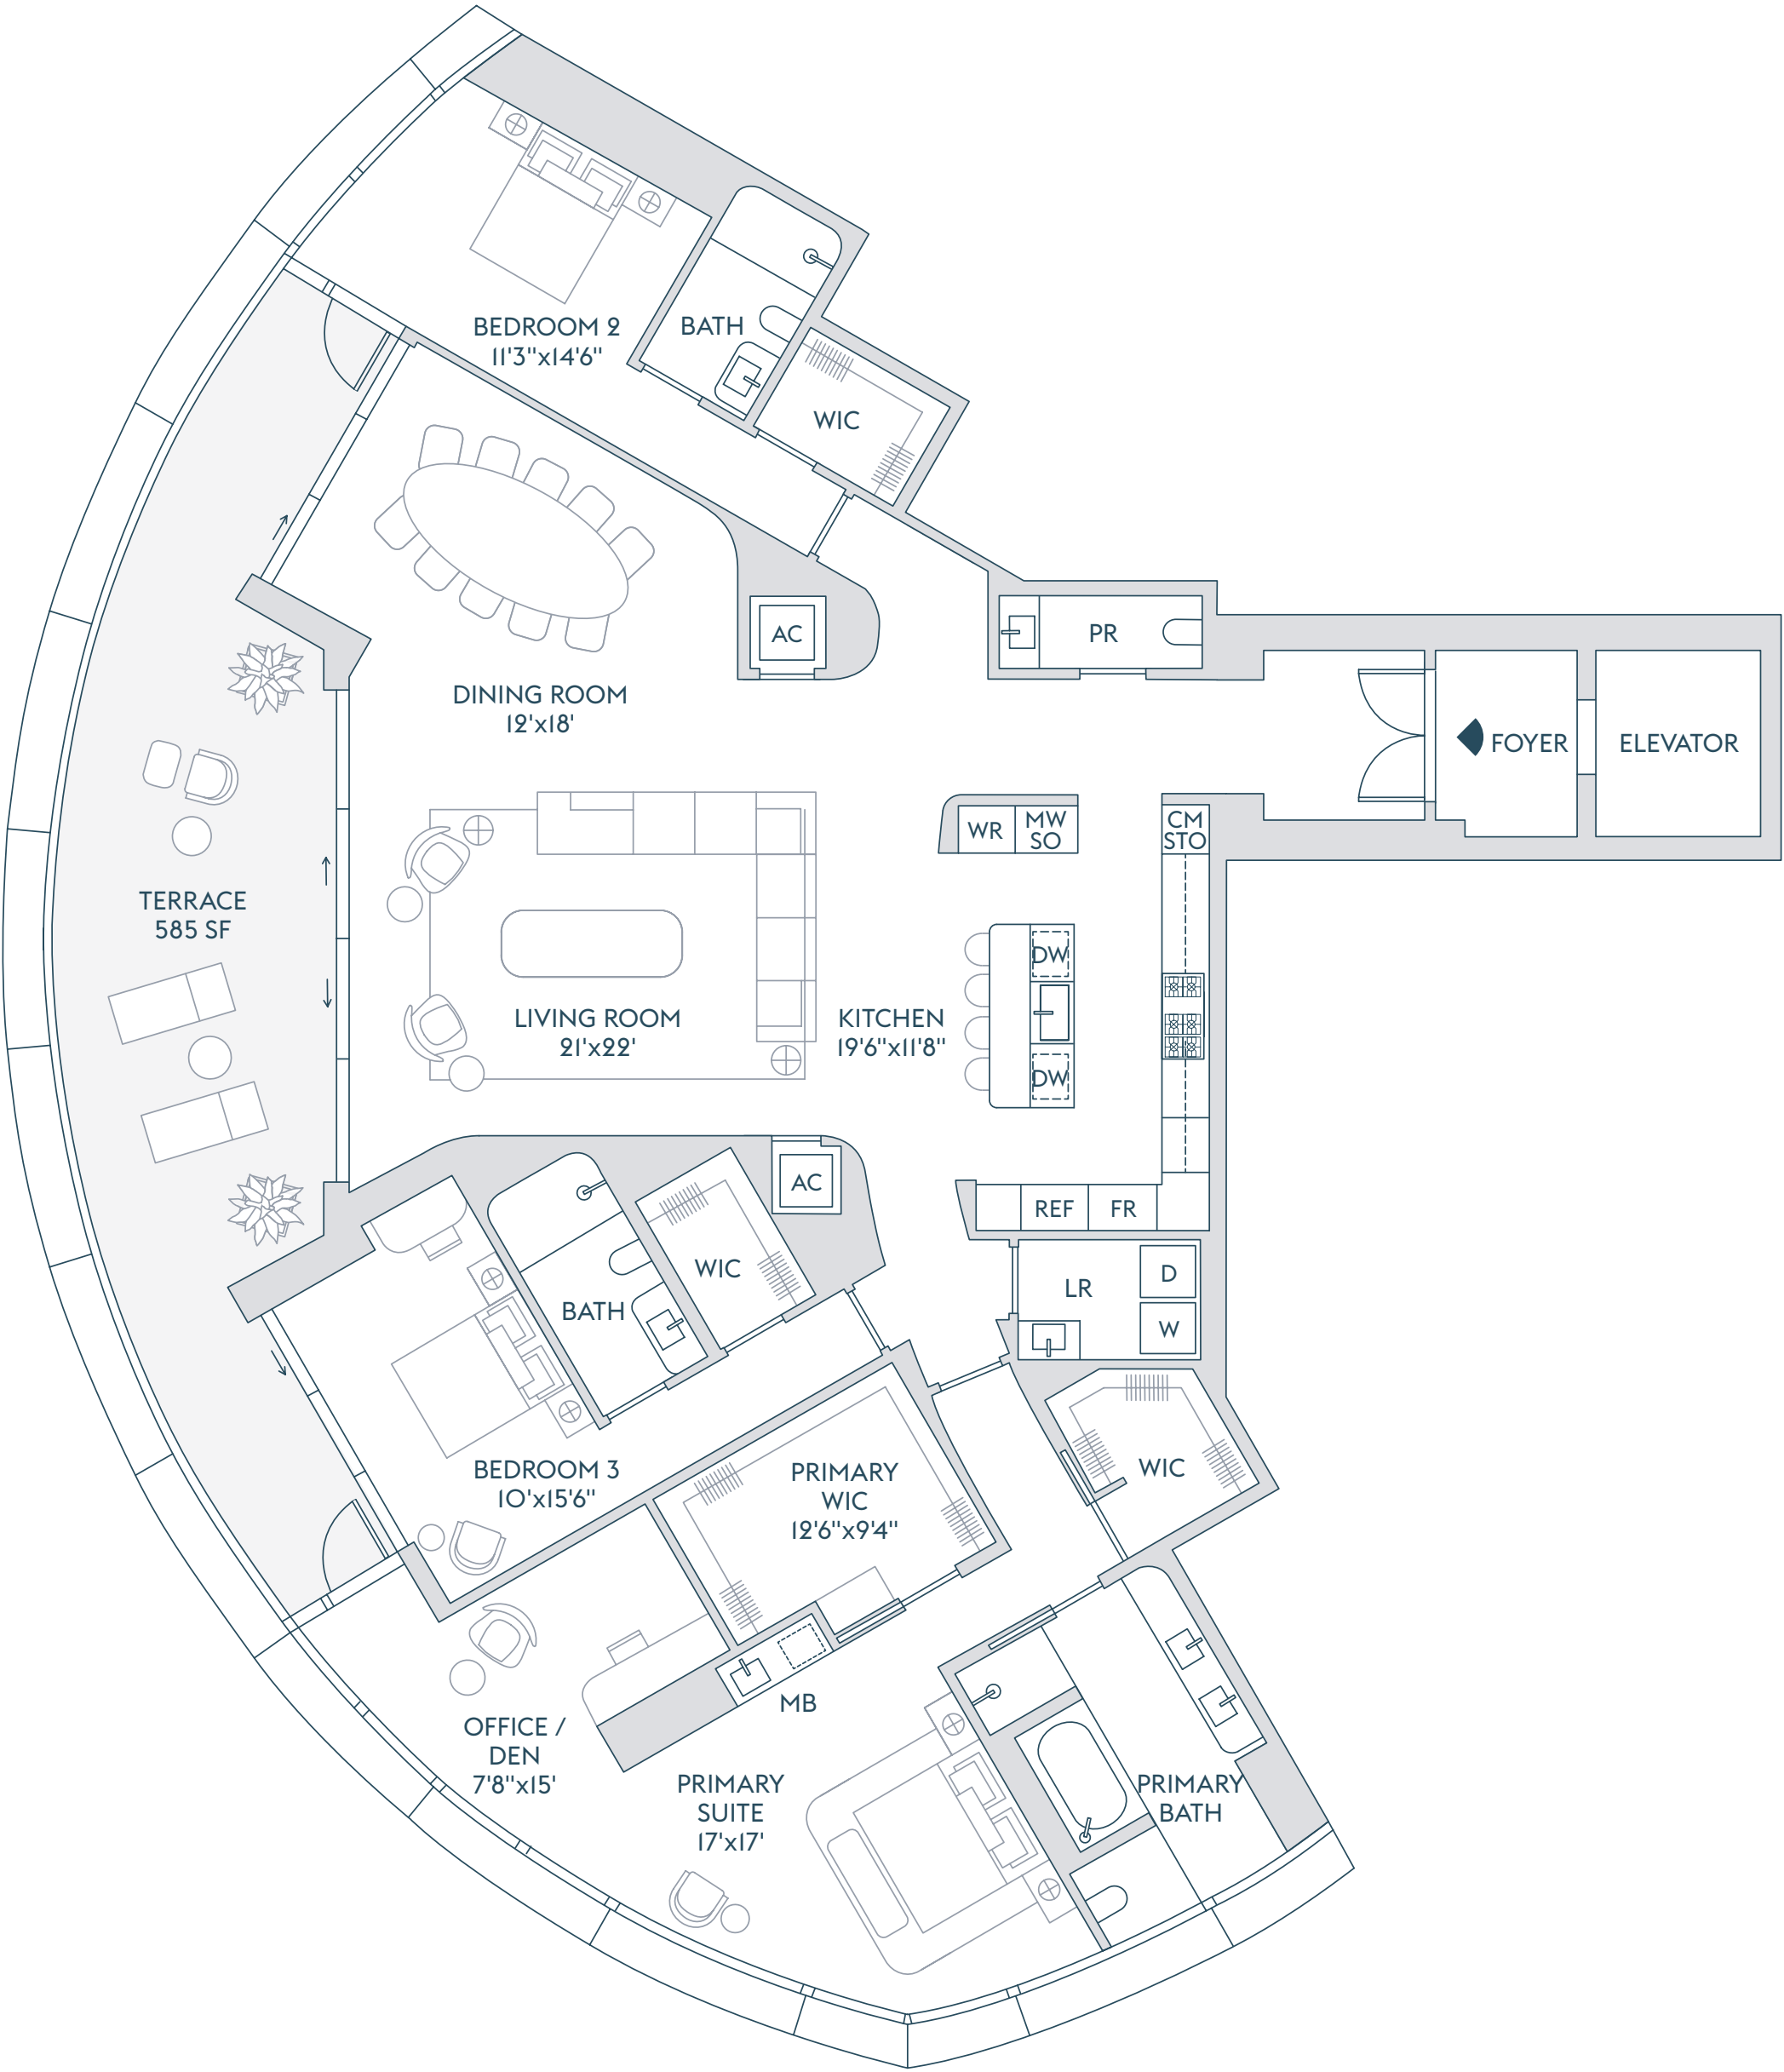 BEDROOM 2
11'3"x14'6"
BATH
WIC
AC
PR
DINING ROOM
12'x18'
FOYER
ELEVATOR
WR
MW
SO
CM
STO
TERRACE
585 SF
DW
LIVING ROOM
21'x22'
KITCHEN
19'6"x11'8"
DW
AC
REF
FR
WIC
BATH
LR
D
W
BEDROOM 3
10'x15'6"
PRIMARY
WIC
12'6"x9'4"
WIC
MB
OFFICE /
DEN
7'8"x15'
PRIMARY
SUITE
17'x17'
PRIMARY
BATH